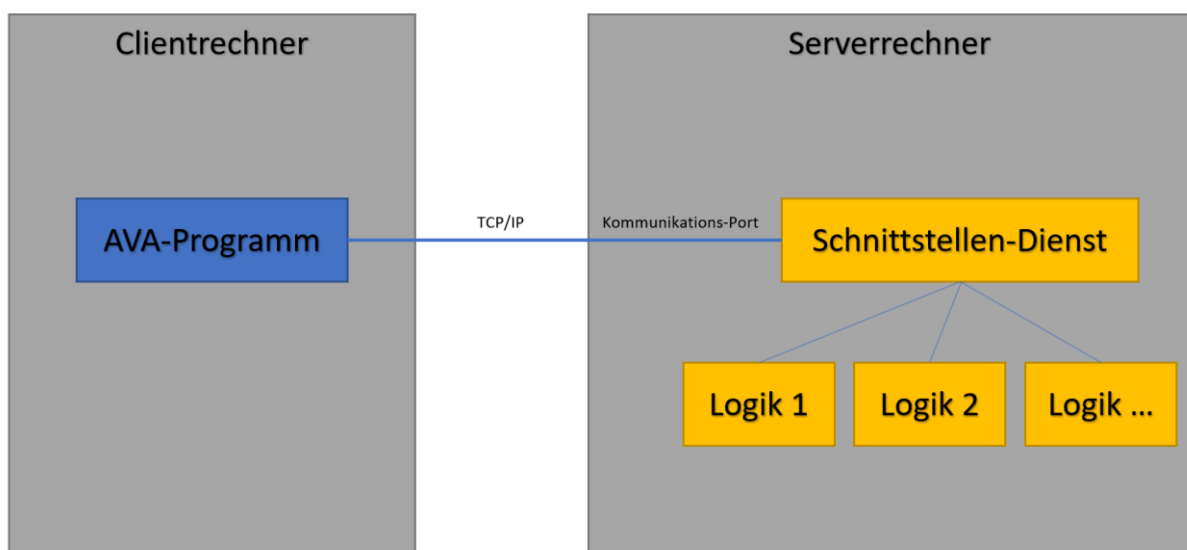 Clientrechner
Serverrechner
AVA-Programm
TCP/IP
Kommunikations-Port
Schnittstellen-Dienst
Logik 1
Logik 2
Logik ...